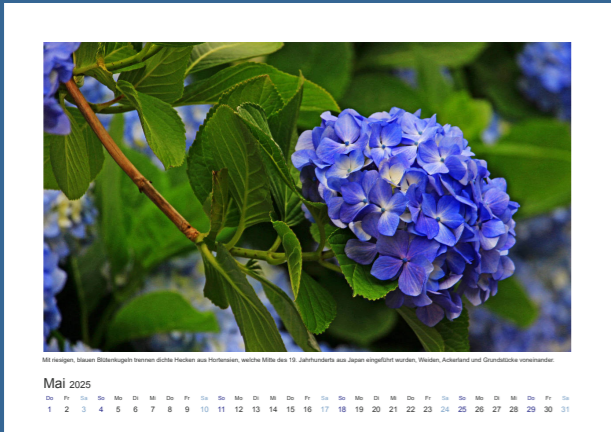 Mit riesigen, blauen Blütenkugeln trennen dichte Hecken aus Hortensien, welche Mitte des 19. Jahrhunderts aus Japan eingeführt wurden, Weiden, Ackerland und Grundstücke voneinander.
Mai 2025
Do Fr Sa So Mo Di Mi Do Fr Sa So Mo Di Mi Do Fr Sa So Mo Di Mi Do Fr Sa So Mo Di Mi Do Fr Sa
1 2 3 4 5 6 7 8 9 10 11 12 13 14 15 16 17 18 19 20 21 22 23 24 25 26 27 28 29 30 31